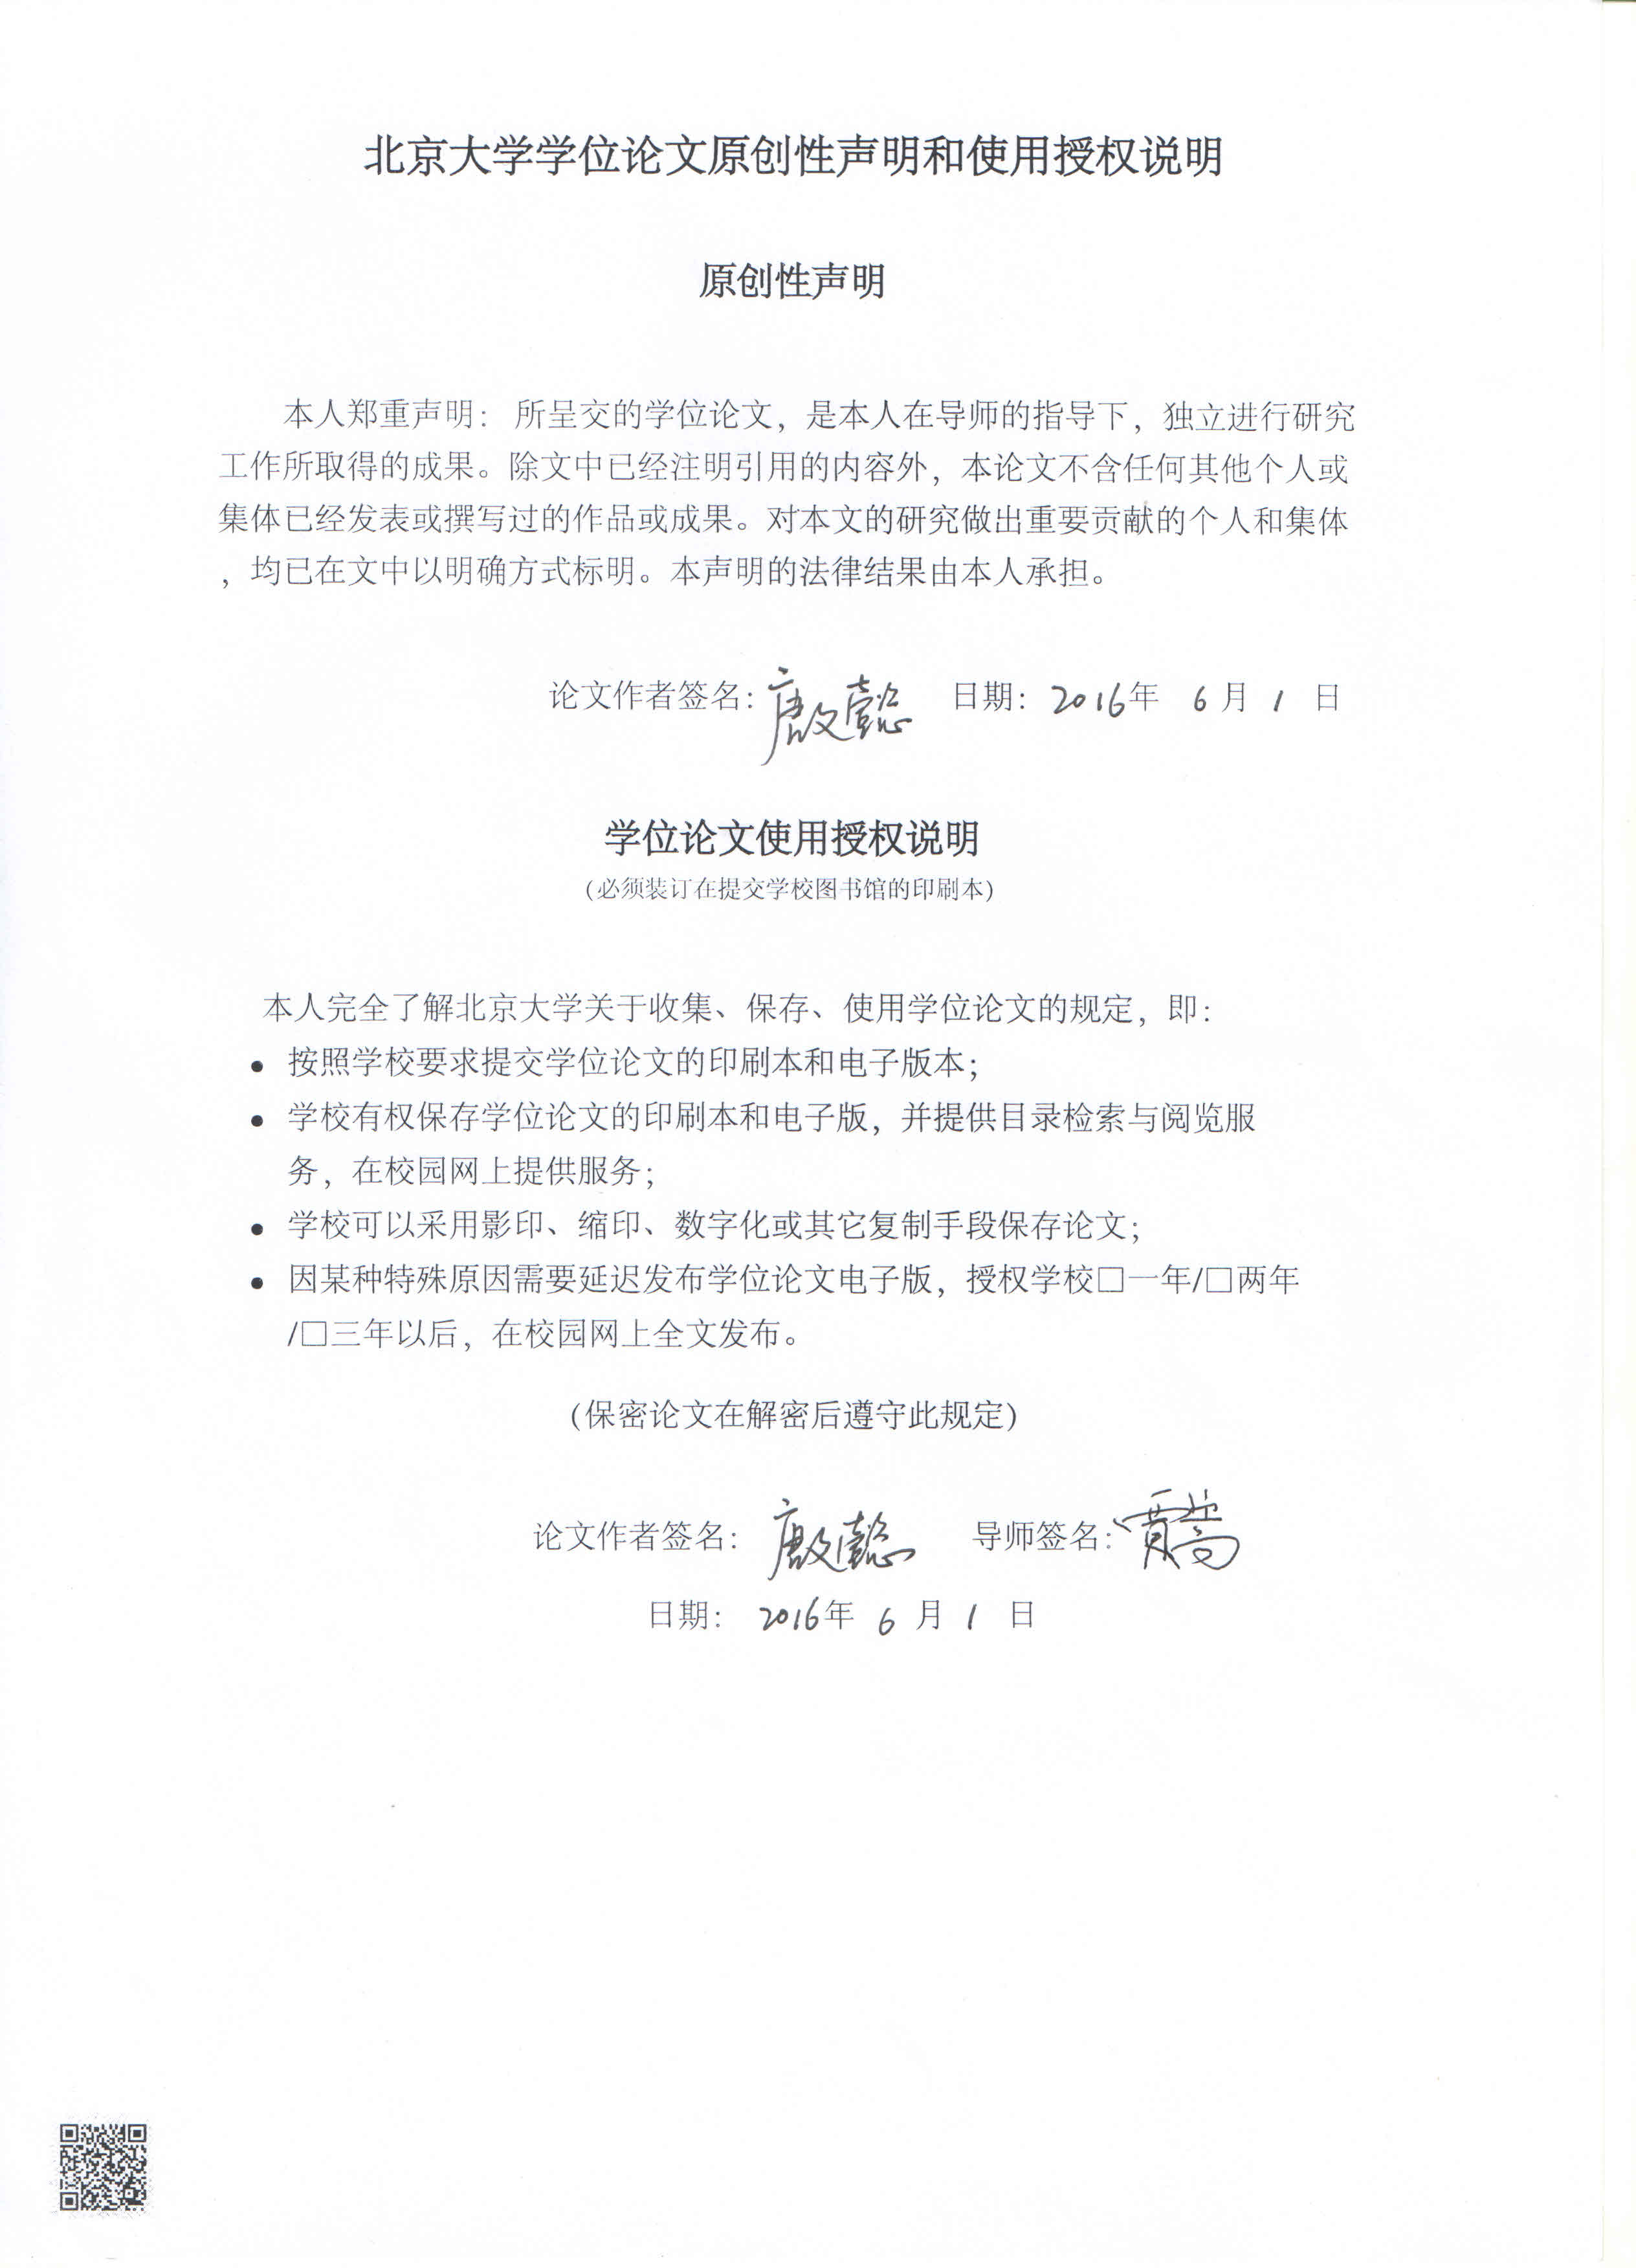 北京大学学位论文原创性声明和使用授权说明
原创性声明
本人郑重声明： 所呈交的学位论文，是本人在导师的指导下，独立进行研究
工作所取得的成果。除文中已经注明引用的内容外，本论文不含任何其他个人或
集体已经发表或撰写过的作品或成果。对本文的研究做出重要贡献的个人和集体
，均已在文中以明确方式标明。本声明的法律结果由本人承担。
论文作者签名： 唐文懿 日期： 2016年 6月 1 日
学位论文使用授权说明
(必须装订在提交学校图书馆的印刷本)
本人完全了解北京大学关于收集、保存、使用学位论文的规定，即：
● 按照学校要求提交学位论文的印刷本和电子版本；
● 学校有权保存学位论文的印刷本和电子版，并提供目录检索与阅览服
务，在校园网上提供服务；
● 学校可以采用影印、缩印、数字化或其它复制手段保存论文；
● 因某种特殊原因需要延迟发布学位论文电子版，授权学校□一年/□两年
/□三年以后，在校园网上全文发布。
(保密论文在解密后遵守此规定)
论文作者签名： 唐文懿 导师签名：
日期： 2016年 6 月 1 日